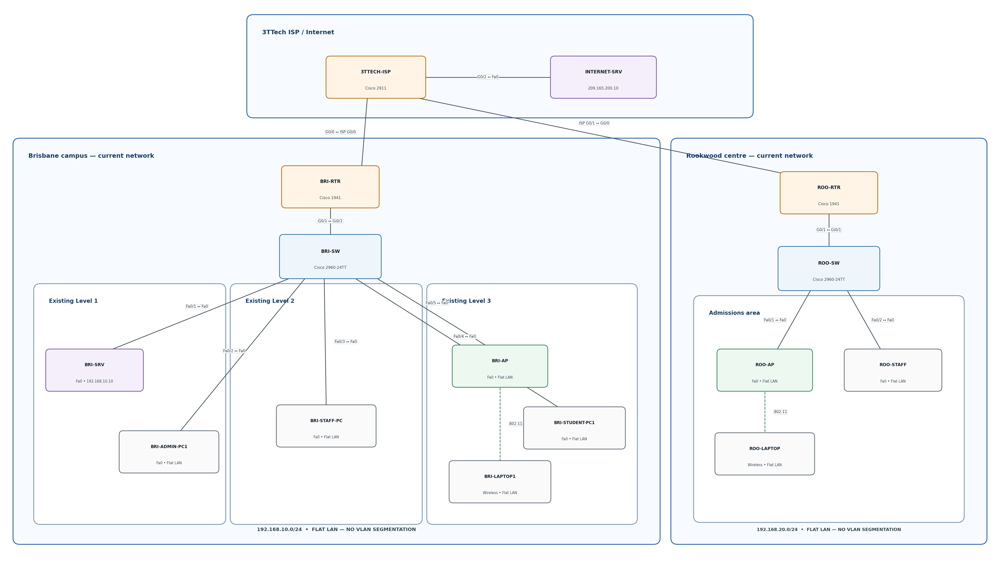 3TTech ISP / Internet
3TTECH-ISP
Cisco 2911
G0/2 ↔ Fa0
INTERNET-SRV
209.165.200.10
ISP G0/1 ↔ G0/0
G0/0 ↔ ISP G0/0
Brisbane campus — current network
BRI-RTR
Cisco 1941
G0/1 ↔ Gi0/1
BRI-SW
Cisco 2960-24TT
Existing Level 1
Fa0/1 ↔ Fa0
BRI-SRV
Fa0 • 192.168.10.10
Fa0/2 ↔ Fa0
BRI-ADMIN-PC1
Fa0 • Flat LAN
Existing Level 2
Fa0/3 ↔ Fa0
BRI-STAFF-PC
Fa0 • Flat LAN
Fa0/5 ↔ Fa0
Existing Level 3
Fa0/4 ↔ Fa0
BRI-AP
Fa0 • Flat LAN
802.11
BRI-STUDENT-PC1
Fa0 • Flat LAN
BRI-LAPTOP1
Wireless • Flat LAN
192.168.10.0/24 • FLAT LAN — NO VLAN SEGMENTATION
Rookwood centre — current network
ROO-RTR
Cisco 1941
G0/1 ↔ Gi0/1
ROO-SW
Cisco 2960-24TT
Admissions area
Fa0/1 ↔ Fa0
Fa0/2 ↔ Fa0
ROO-AP
Fa0 • Flat LAN
ROO-STAFF
Fa0 • Flat LAN
802.11
ROO-LAPTOP
Wireless • Flat LAN
192.168.20.0/24 • FLAT LAN — NO VLAN SEGMENTATION